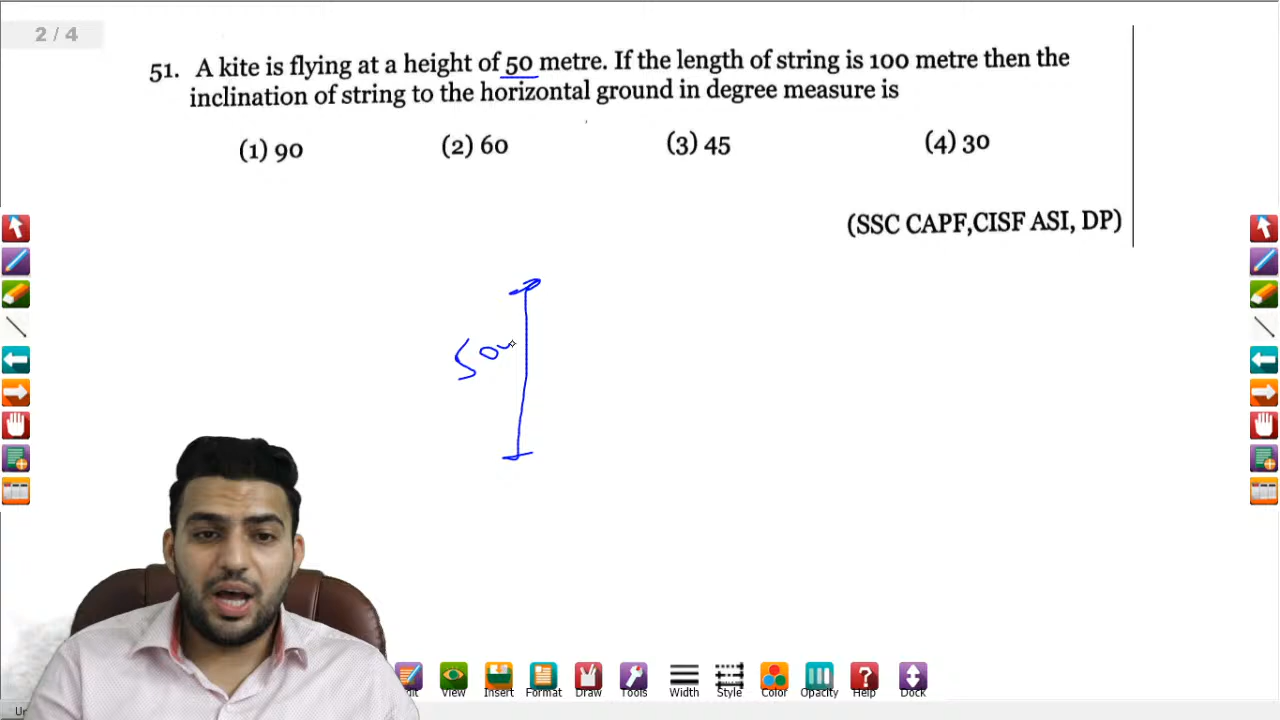 2 / 4
51. A kite is flying at a height of 50 metre. If the length of string is 100 metre then the
inclination of string to the horizontal ground in degree measure is
(1) 90 (2) 60 (3) 45 (4) 30
(SSC CAPF,CISF ASI, DP)
50
View Insert Format Draw Tools Width Style Color Opacity Help Dock